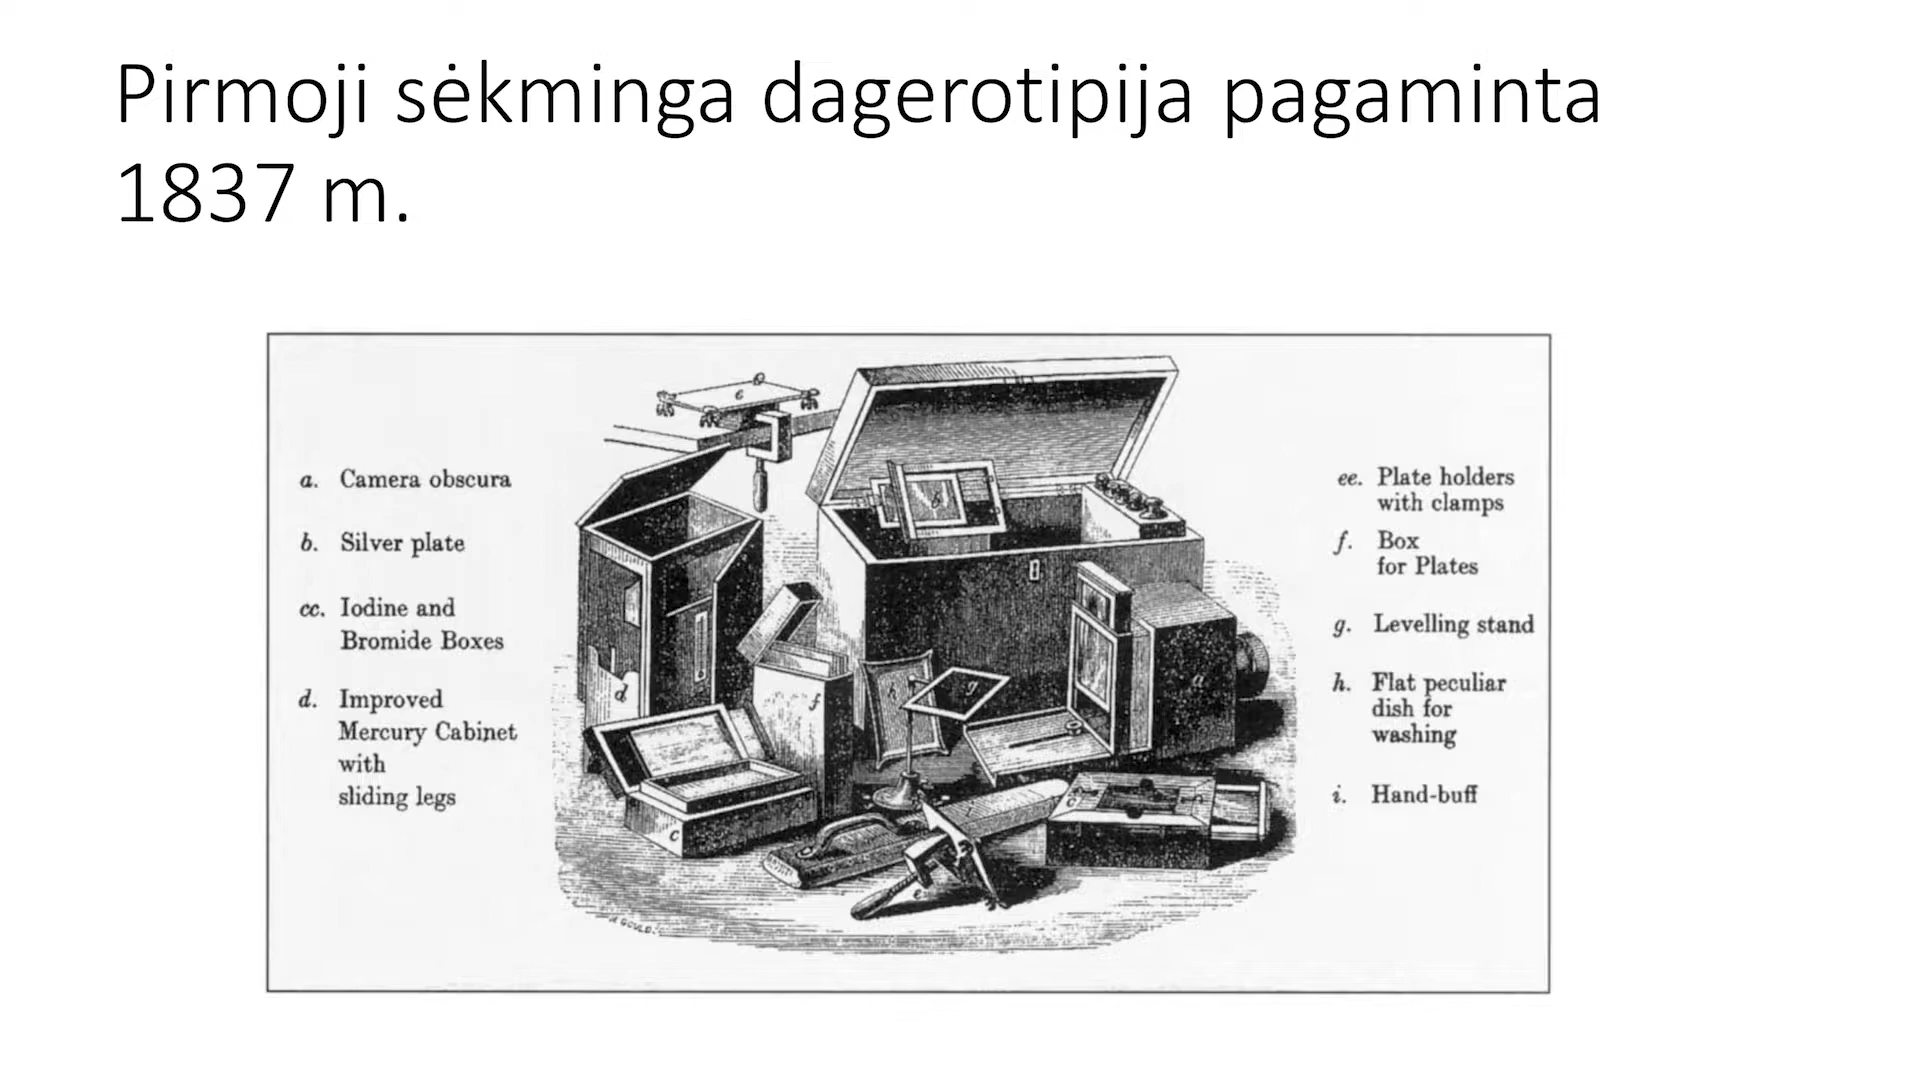 Pirmoji sėkminga dagerotipija pagaminta
1837 m.
a. Camera obscura
b. Silver plate
cc. Iodine and
Bromide Boxes
d. Improved
Mercury Cabinet
with
sliding legs
ee. Plate holders
with clamps
f. Box
for Plates
g. Levelling stand
h. Flat peculiar
dish for
washing
i. Hand-buff
e
b
d
f
h
g
a
c
c
e